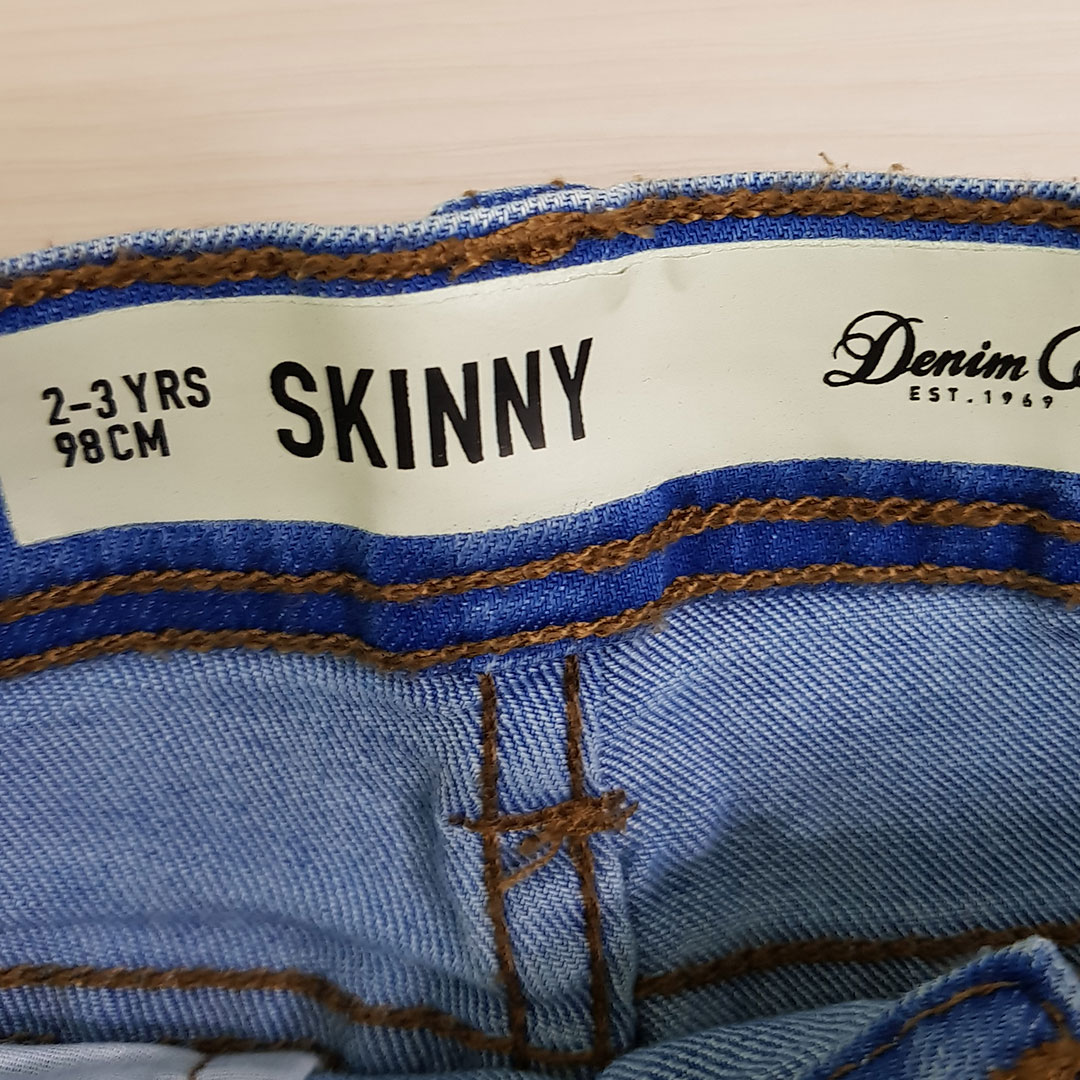 2-3 YRS
98CM
SKINNY
Denim
EST.1969